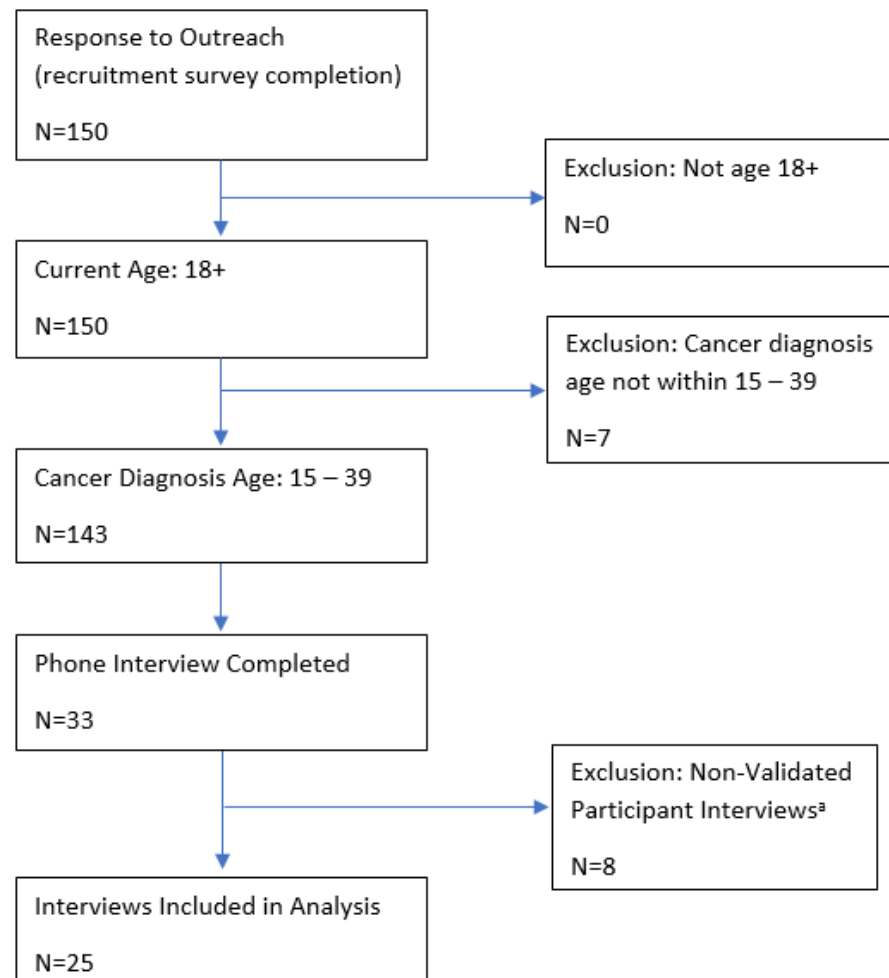 Response to Outreach
(recruitment survey completion)
N=150
Exclusion: Not age 18+
N=0
Current Age: 18+
N=150
Exclusion: Cancer diagnosis
age not within 15 – 39
N=7
Cancer Diagnosis Age: 15 – 39
N=143
Phone Interview Completed
N=33
Exclusion: Non-Validated
Participant Interviewsᵃ
N=8
Interviews Included in Analysis
N=25